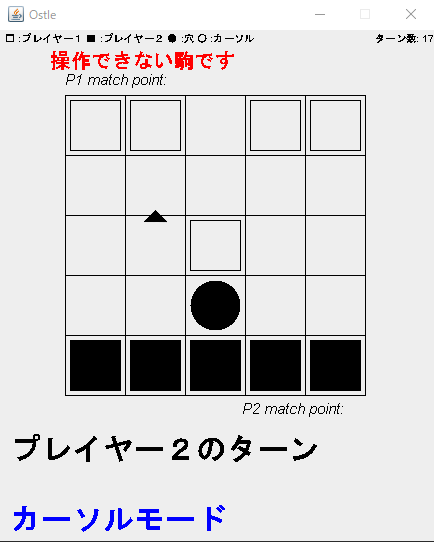 Ostle
□ :プレイヤー1 ■ :プレイヤー2 ● :穴 ○ :カーソル ターン数: 17
操作できない駒です
P1 match point:
P2 match point:
プレイヤー2のターン
カーソルモード